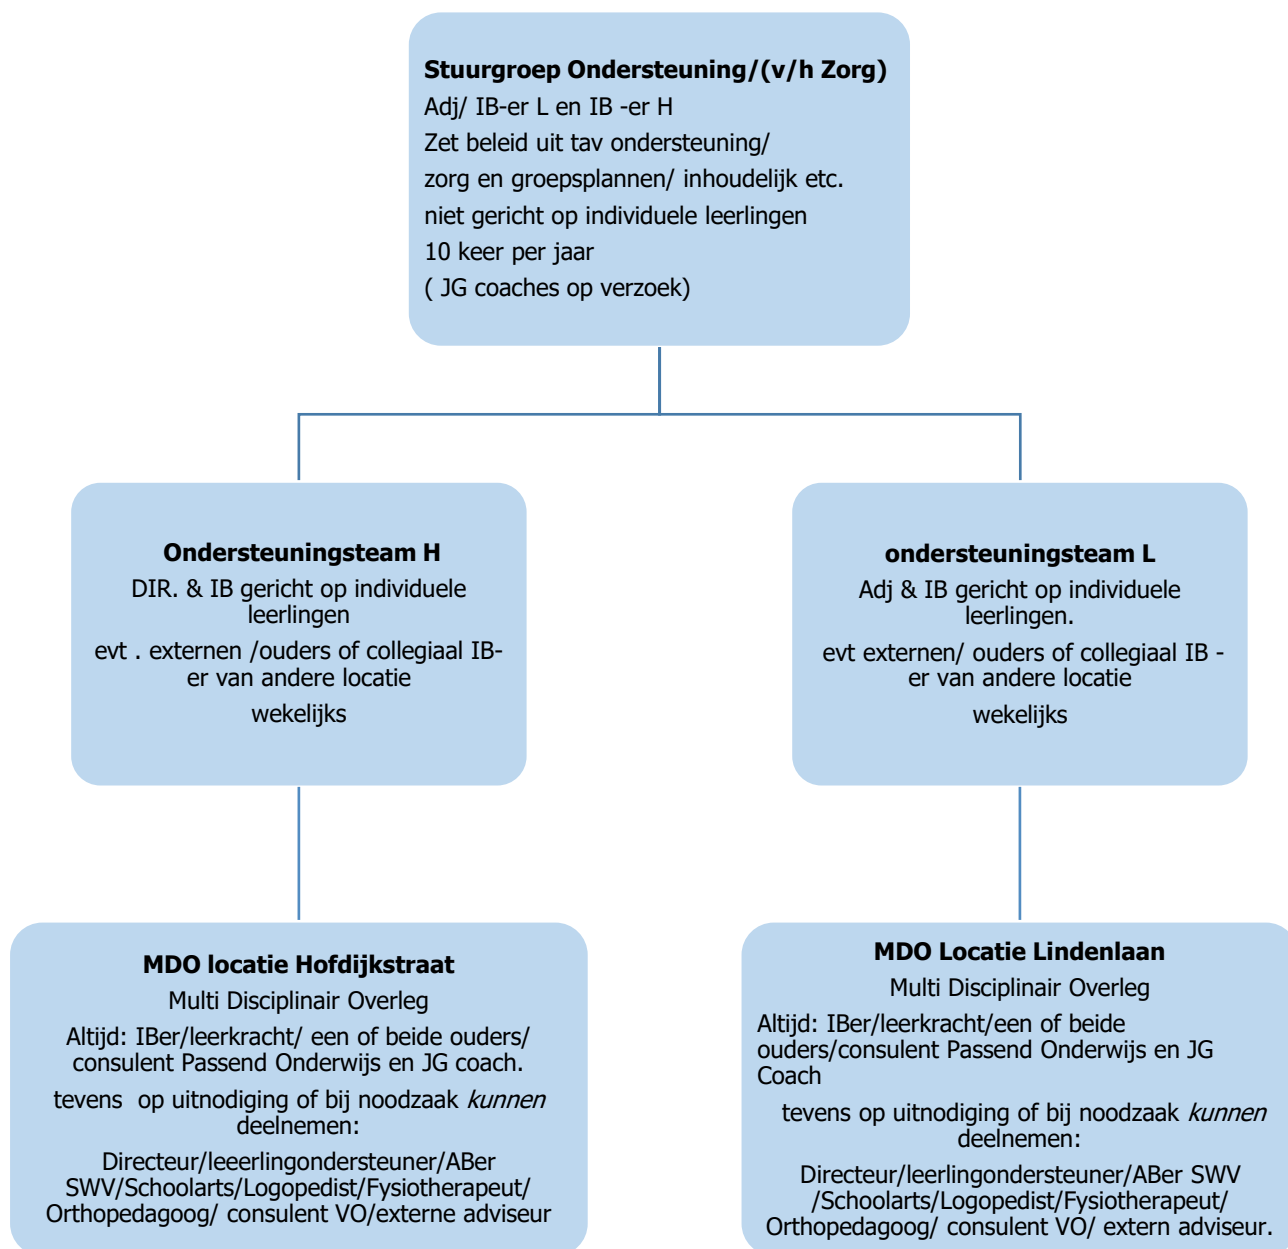 Stuurgroep Ondersteuning/(v/h Zorg)
Adj/ IB-er L en IB -er H
Zet beleid uit tav ondersteuning/
zorg en groepsplannen/ inhoudelijk etc.
niet gericht op individuele leerlingen
10 keer per jaar
( JG coaches op verzoek)
Ondersteuningsteam H
DIR. & IB gericht op individuele
leerlingen
evt . externen /ouders of collegiaal IB-
er van andere locatie
wekelijks
ondersteuningsteam L
Adj & IB gericht op individuele
leerlingen.
evt externen/ ouders of collegiaal IB -
er van andere locatie
wekelijks
MDO locatie Hofdijkstraat
Multi Disciplinair Overleg
Altijd: IBer/leerkracht/ een of beide ouders/
consulent Passend Onderwijs en JG coach.
tevens  op uitnodiging of bij noodzaak kunnen
deelnemen:
Directeur/leeerlingondersteuner/ABer
SWV/Schoolarts/Logopedist/Fysiotherapeut/
Orthopedagoog/ consulent VO/externe adviseur
MDO Locatie Lindenlaan
Multi Disciplinair Overleg
Altijd: IBer/leerkracht/een of beide
ouders/consulent Passend Onderwijs en JG
Coach
tevens op uitnodiging of bij noodzaak kunnen
deelnemen:
Directeur/leerlingondersteuner/ABer SWV
/Schoolarts/Logopedist/Fysiotherapeut/
Orthopedagoog/ consulent VO/ extern adviseur.